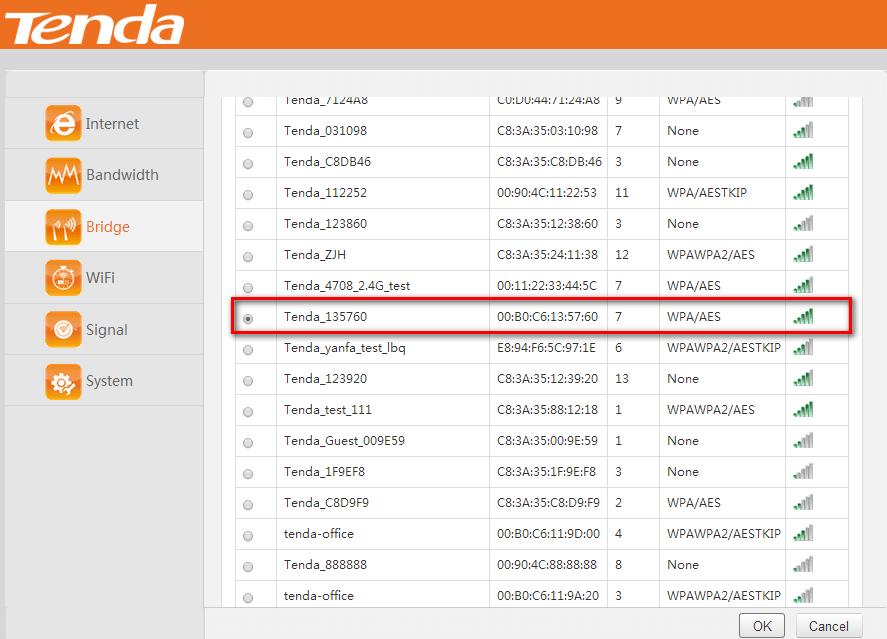 Tenda
Internet
Bandwidth
Bridge
WiFi
Signal
System
Tenda_7124A8 C0:D0:44:71:24:A8 9 WPA/AES
Tenda_031098 C8:3A:35:03:10:98 7 None
Tenda_C8DB46 C8:3A:35:C8:DB:46 3 None
Tenda_112252 00:90:4C:11:22:53 11 WPA/AESTKIP
Tenda_123860 C8:3A:35:12:38:60 3 None
Tenda_ZJH C8:3A:35:24:11:38 12 WPAWPA2/AES
Tenda_4708_2.4G_test 00:11:22:33:44:5C 7 WPA/AES
Tenda_135760 00:B0:C6:13:57:60 7 WPA/AES
Tenda_yanfa_test_lbq E8:94:F6:5C:97:1E 6 WPAWPA2/AESTKIP
Tenda_123920 C8:3A:35:12:39:20 13 None
Tenda_test_111 C8:3A:35:88:12:18 1 WPAWPA2/AES
Tenda_Guest_009E59 C8:3A:35:00:9E:59 1 None
Tenda_1F9EF8 C8:3A:35:1F:9E:F8 3 None
Tenda_C8D9F9 C8:3A:35:C8:D9:F9 2 WPA/AES
tenda-office 00:B0:C6:11:9D:00 4 WPAWPA2/AESTKIP
Tenda_888888 00:90:4C:88:88:88 8 None
tenda-office 00:B0:C6:11:9A:20 3 WPAWPA2/AESTKIP
OK Cancel